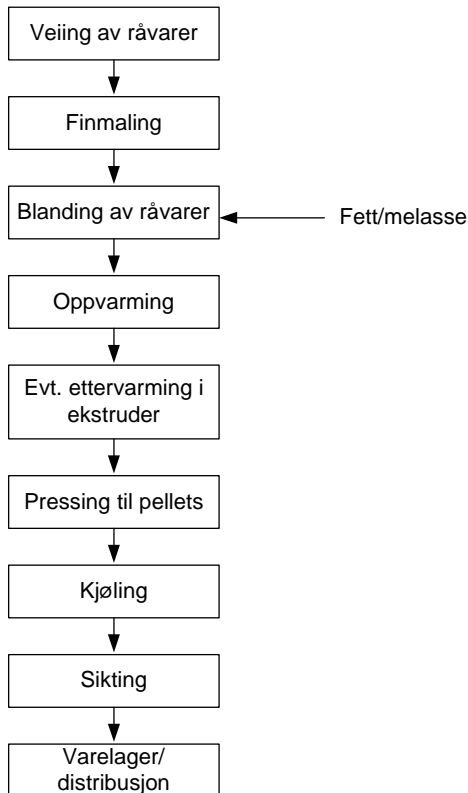 Veiing av råvarer
Finmaling
Blanding av råvarer
Fett/melasse
Oppvarming
Evt. ettervarming i
ekstruder
Pressing til pellets
Kjøling
Sikting
Varelager/
distribusjon